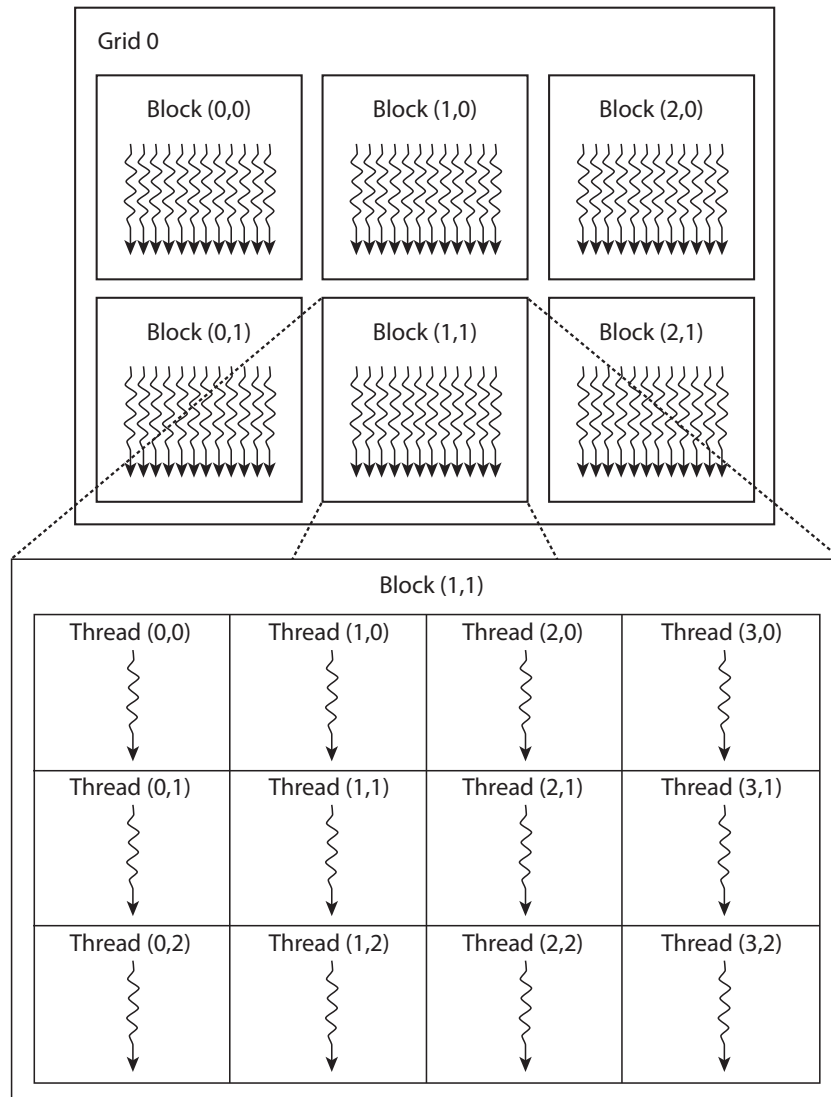 Grid 0
Block (0,0) Block (1,0) Block (2,0)
Block (0,1) Block (1,1) Block (2,1)
Block (1,1)
Thread (0,0) Thread (1,0) Thread (2,0) Thread (3,0)
Thread (0,1) Thread (1,1) Thread (2,1) Thread (3,1)
Thread (0,2) Thread (1,2) Thread (2,2) Thread (3,2)